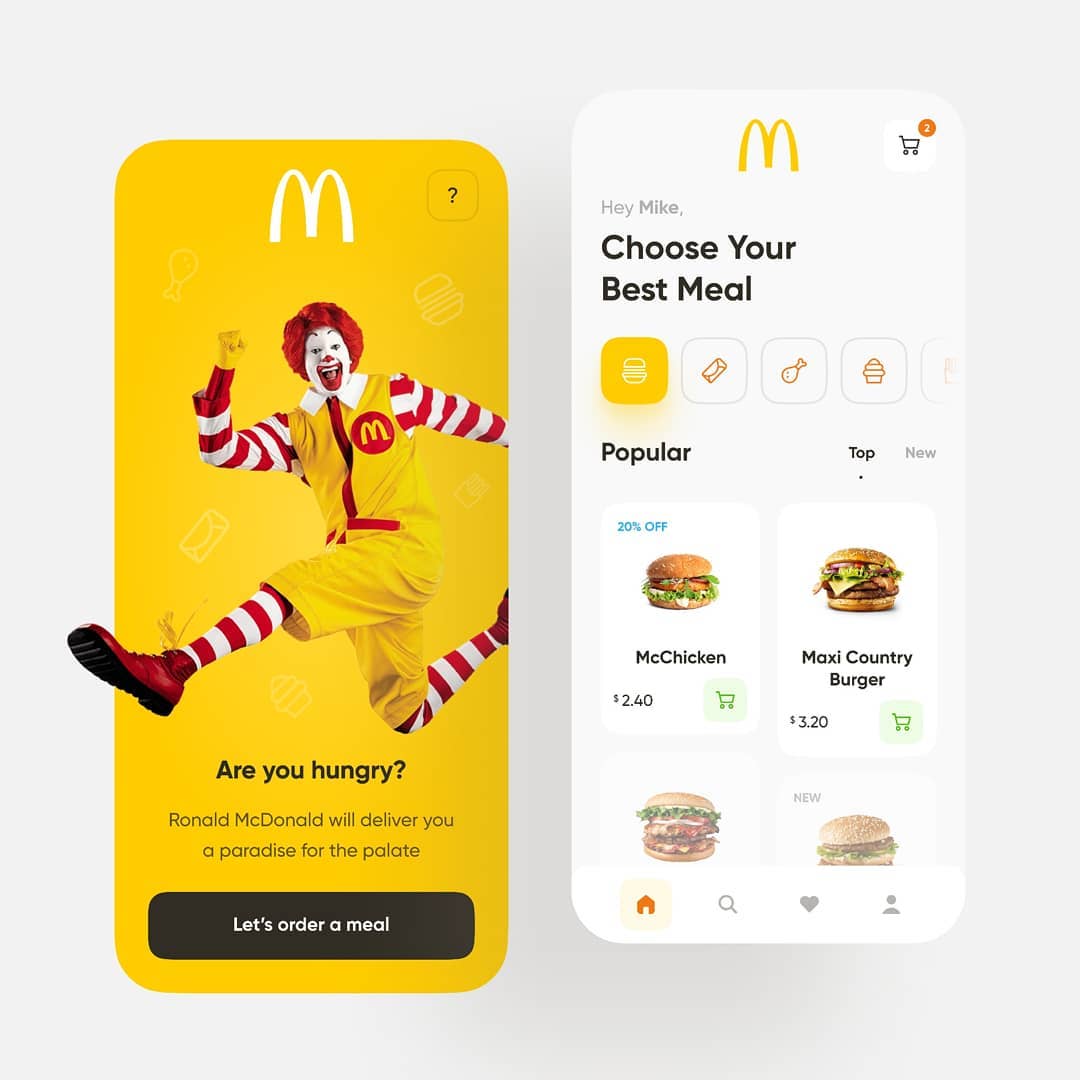 ?
Are you hungry?
Ronald McDonald will deliver you
a paradise for the palate
Let's order a meal
2
Hey Mike,
Choose Your
Best Meal
Popular
Top
New
20% OFF
McChicken
$ 2.40
Maxi Country
Burger
$ 3.20
NEW